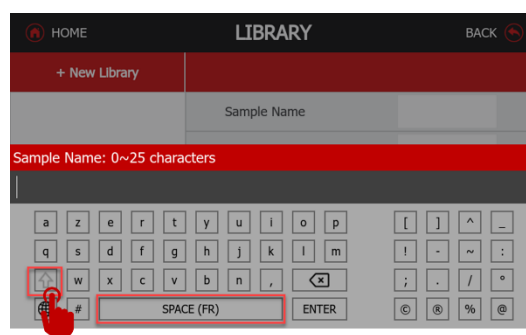 HOME LIBRARY BACK
+ New Library
Sample Name
Sample Name: 0~25 characters
a z e r t y u i o p [ ] ^ _
q s d f g h j k l m ! - ~ :
w x c v b n , ; . / °
# SPACE (FR) ENTER © ® % @